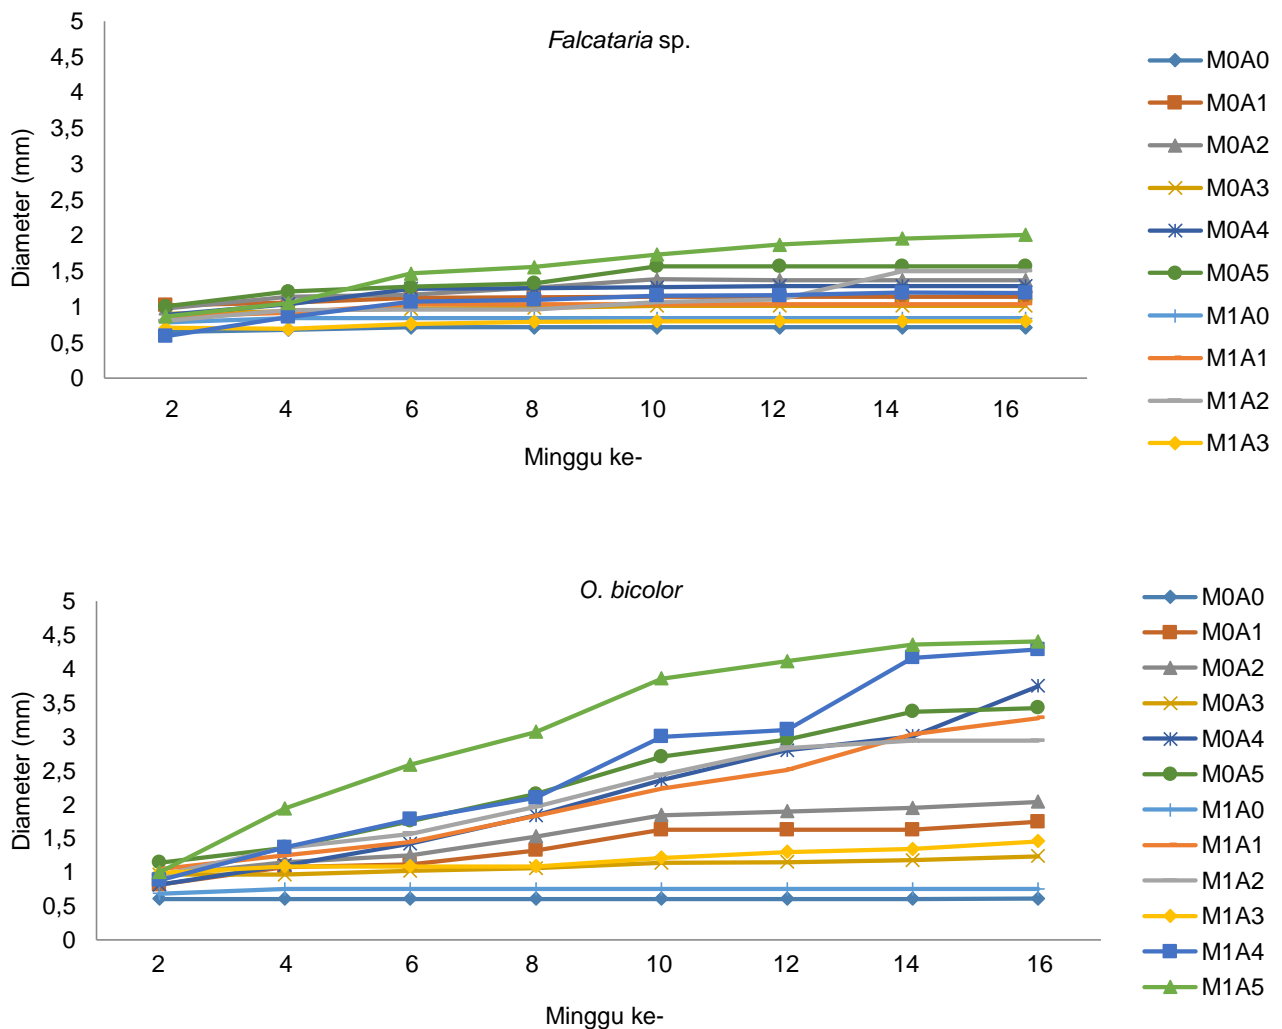 Falcataria sp.
5
4,5
4
3,5
3
2,5
2
1,5
1
0,5
0
Diameter (mm)
2 4 6 8 10 12 14 16
Minggu ke-
M0A0
M0A1
M0A2
M0A3
M0A4
M0A5
M1A0
M1A1
M1A2
M1A3
O. bicolor
5
4,5
4
3,5
3
2,5
2
1,5
1
0,5
0
Diameter (mm)
2 4 6 8 10 12 14 16
Minggu ke-
M0A0
M0A1
M0A2
M0A3
M0A4
M0A5
M1A0
M1A1
M1A2
M1A3
M1A4
M1A5